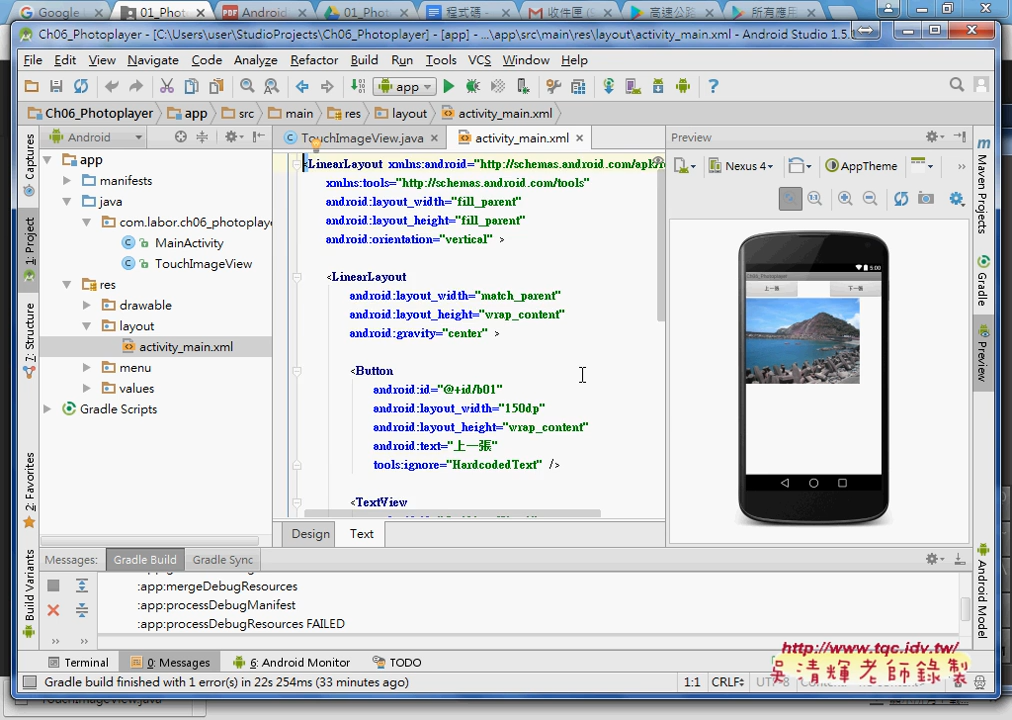 Google
01_Phot
Android
01_Phot
程式碼 -
收件匣 (
高速公路
所有應用
Ch06_Photoplayer - [C:\Users\user\StudioProjects\Ch06_Photoplayer] - [app] - ...\app\src\main\res\layout\activity_main.xml - Android Studio 1.5.
File Edit View Navigate Code Analyze Refactor Build Run Tools VCS Window Help
app
Ch06_Photoplayer app src main res layout activity_main.xml
Android
TouchImageView.java
activity_main.xml
Preview
Nexus 4
AppTheme
Captures
1: Project
7: Structure
2: Favorites
Build Variants
app
manifests
java
com.labor.ch06_photoplaye
MainActivity
TouchImageView
res
drawable
layout
activity_main.xml
menu
values
Gradle Scripts
<LinearLayout xmlns:android="http://schemas.android.com/apk/r
xmlns:tools="http://schemas.android.com/tools"
android:layout_width="fill_parent"
android:layout_height="fill_parent"
android:orientation="vertical" >
<LinearLayout
android:layout_width="match_parent"
android:layout_height="wrap_content"
android:gravity="center" >
<Button
android:id="@+id/b01"
android:layout_width="150dp"
android:layout_height="wrap_content"
android:text="上一張"
tools:ignore="HardcodedText" />
<TextView
Design
Text
5:00
Ch06_Photoplayer
上一張
下一張
Maven Projects
Gradle
Preview
Android Model
Messages:
Gradle Build
Gradle Sync
:app:mergeDebugResources
:app:processDebugManifest
:app:processDebugResources FAILED
Terminal
0: Messages
6: Android Monitor
TODO
Gradle build finished with 1 error(s) in 22s 254ms (33 minutes ago)
1:1 CRLF÷ UTF-8
http://www.tqc.idv.tw/
吳清輝老師錄製
TouchImageView.java